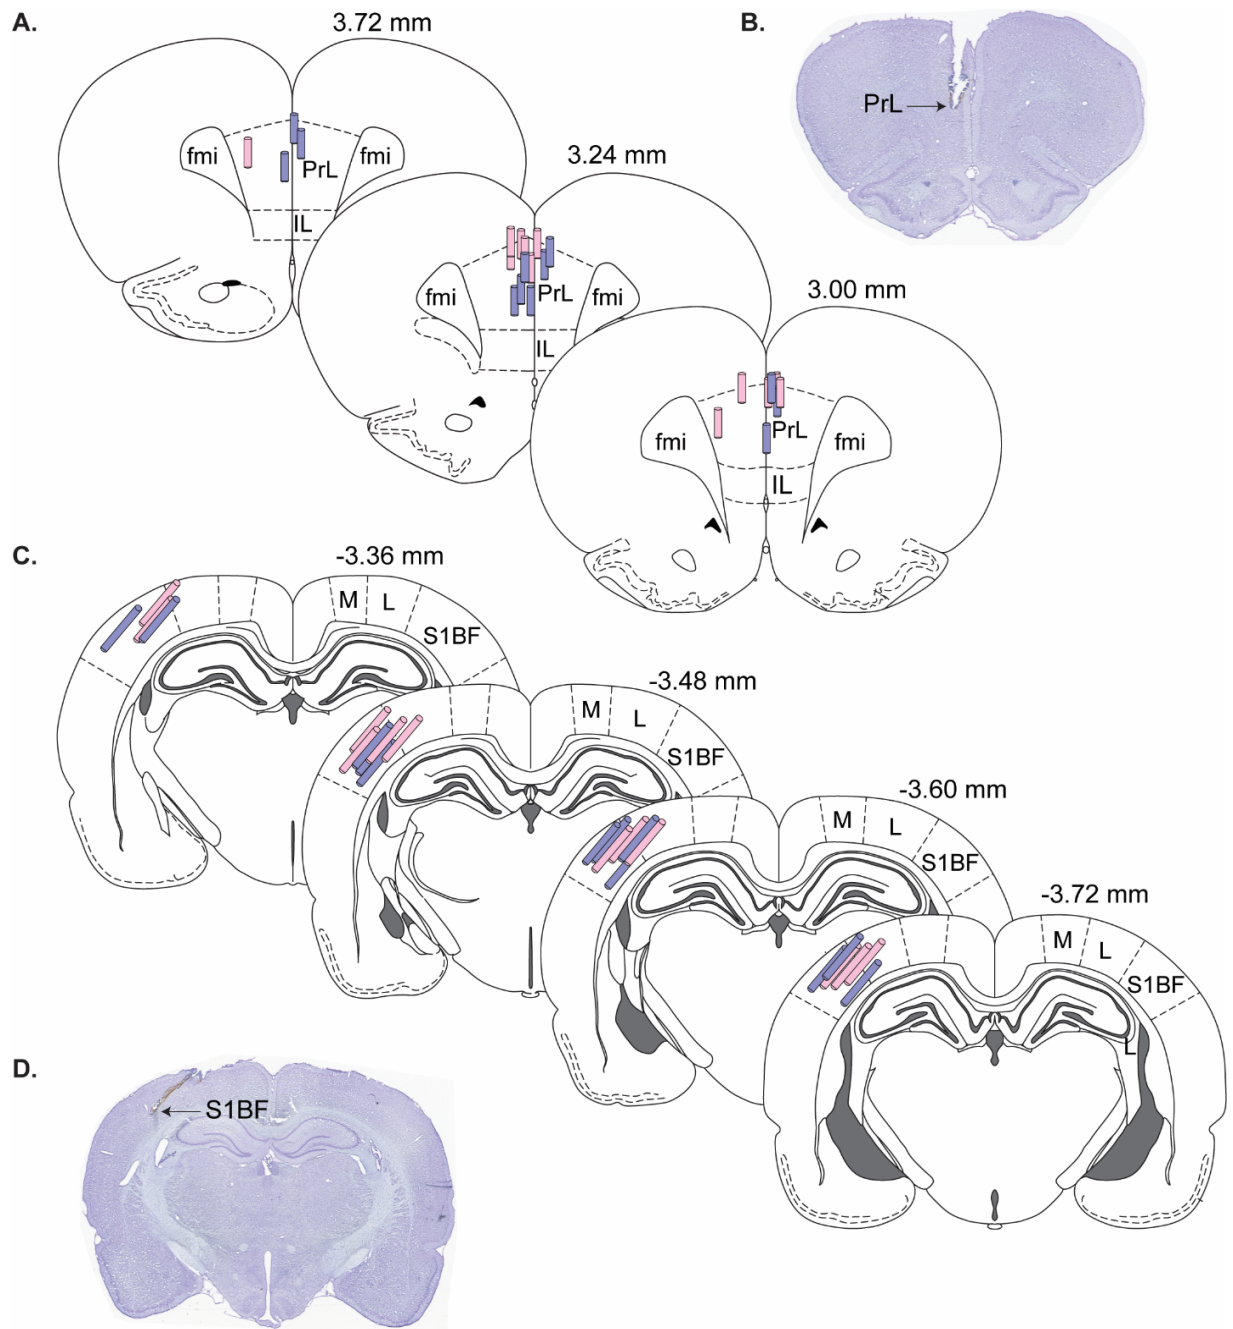 A.
3.72 mm
B.
fmi
PrL
fmi
IL
PrL
3.24 mm
fmi
PrL
fmi
IL
3.00 mm
fmi
PrL
fmi
IL
C.
-3.36 mm
M L
S1BF
-3.48 mm
M L
S1BF
-3.60 mm
M L
S1BF
-3.72 mm
M L
S1BF
L
D.
S1BF